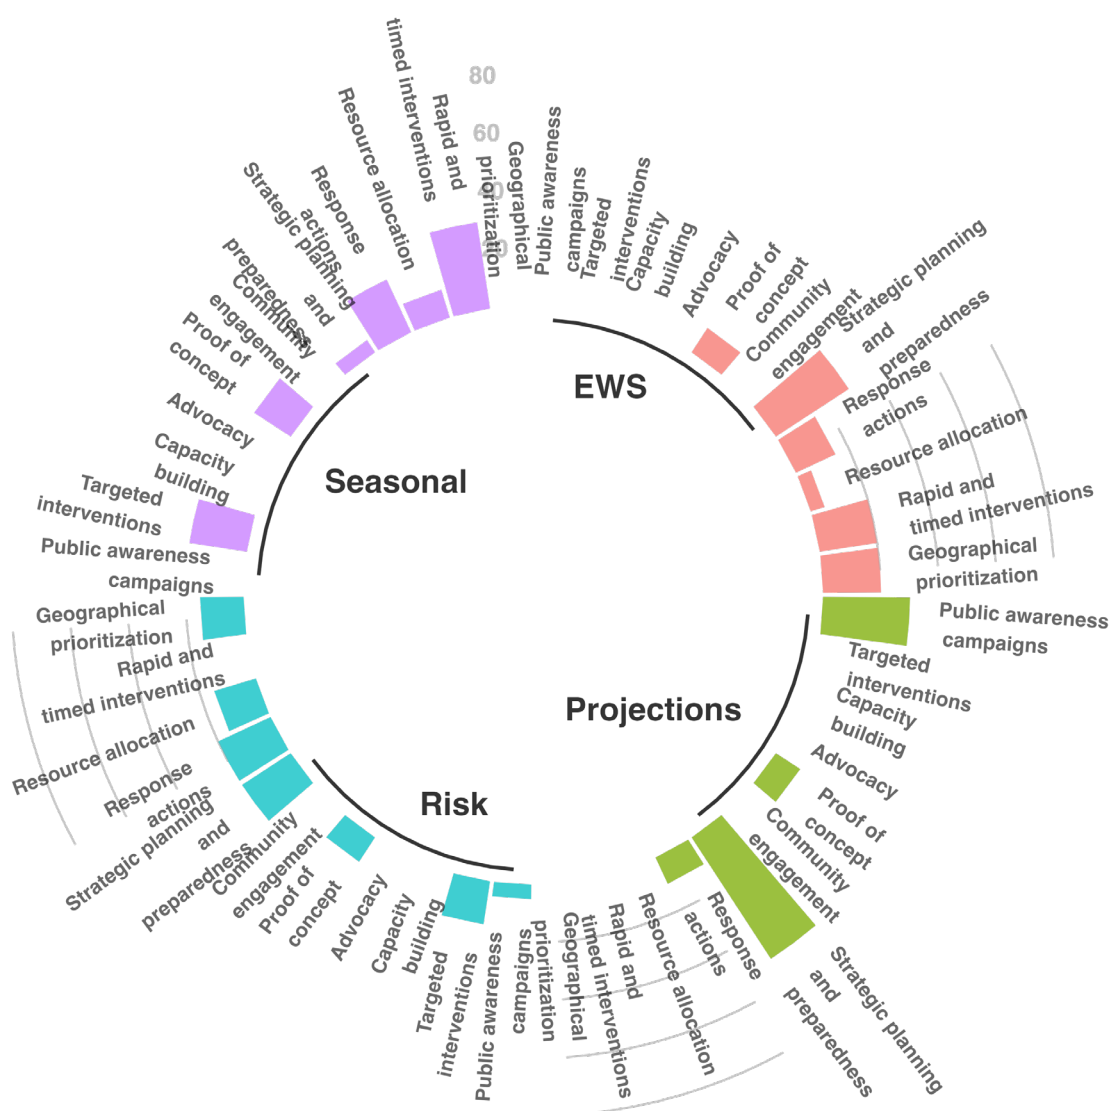 80
60
40
20
Geographical
prioritization
Public awareness
campaigns
Targeted
interventions
Capacity
building
Advocacy
Proof of
concept
Community
engagement
Strategic planning
and
preparedness
Response
actions
Resource allocation
Rapid and
timed interventions
Geographical
prioritization
Public awareness
campaigns
Targeted
interventions
Capacity
building
Advocacy
Proof of
concept
Community
engagement
Strategic planning
and
preparedness
Response
actions
Resource allocation
Rapid and
timed interventions
Geographical
prioritization
Public awareness
campaigns
Targeted
interventions
Capacity
building
Advocacy
Proof of
concept
Community
engagement
Strategic planning
and
preparedness
Response
actions
Resource allocation
Rapid and
timed interventions
Geographical
prioritization
Public awareness
campaigns
Targeted
interventions
Capacity
building
Advocacy
Proof of
concept
Community
engagement
Strategic planning
and
preparedness
Response
actions
Resource allocation
Rapid and
timed interventions
EWS
Seasonal
Projections
Risk